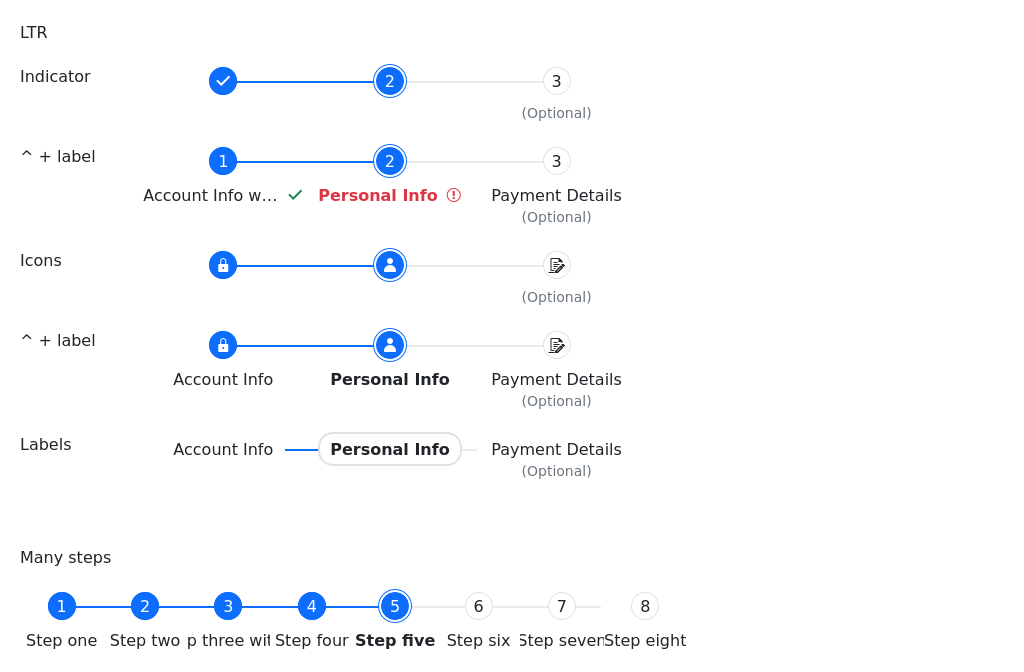 LTR
Indicator
2 3
(Optional)
^ + label
1 2 3
Account Info w... Personal Info Payment Details
(Optional)
Icons
(Optional)
^ + label
Account Info Personal Info Payment Details
(Optional)
Labels
Account Info Personal Info Payment Details
(Optional)
Many steps
1 2 3 4 5 6 7 8
Step one Step two p three wit Step four Step five Step six Step seven Step eight